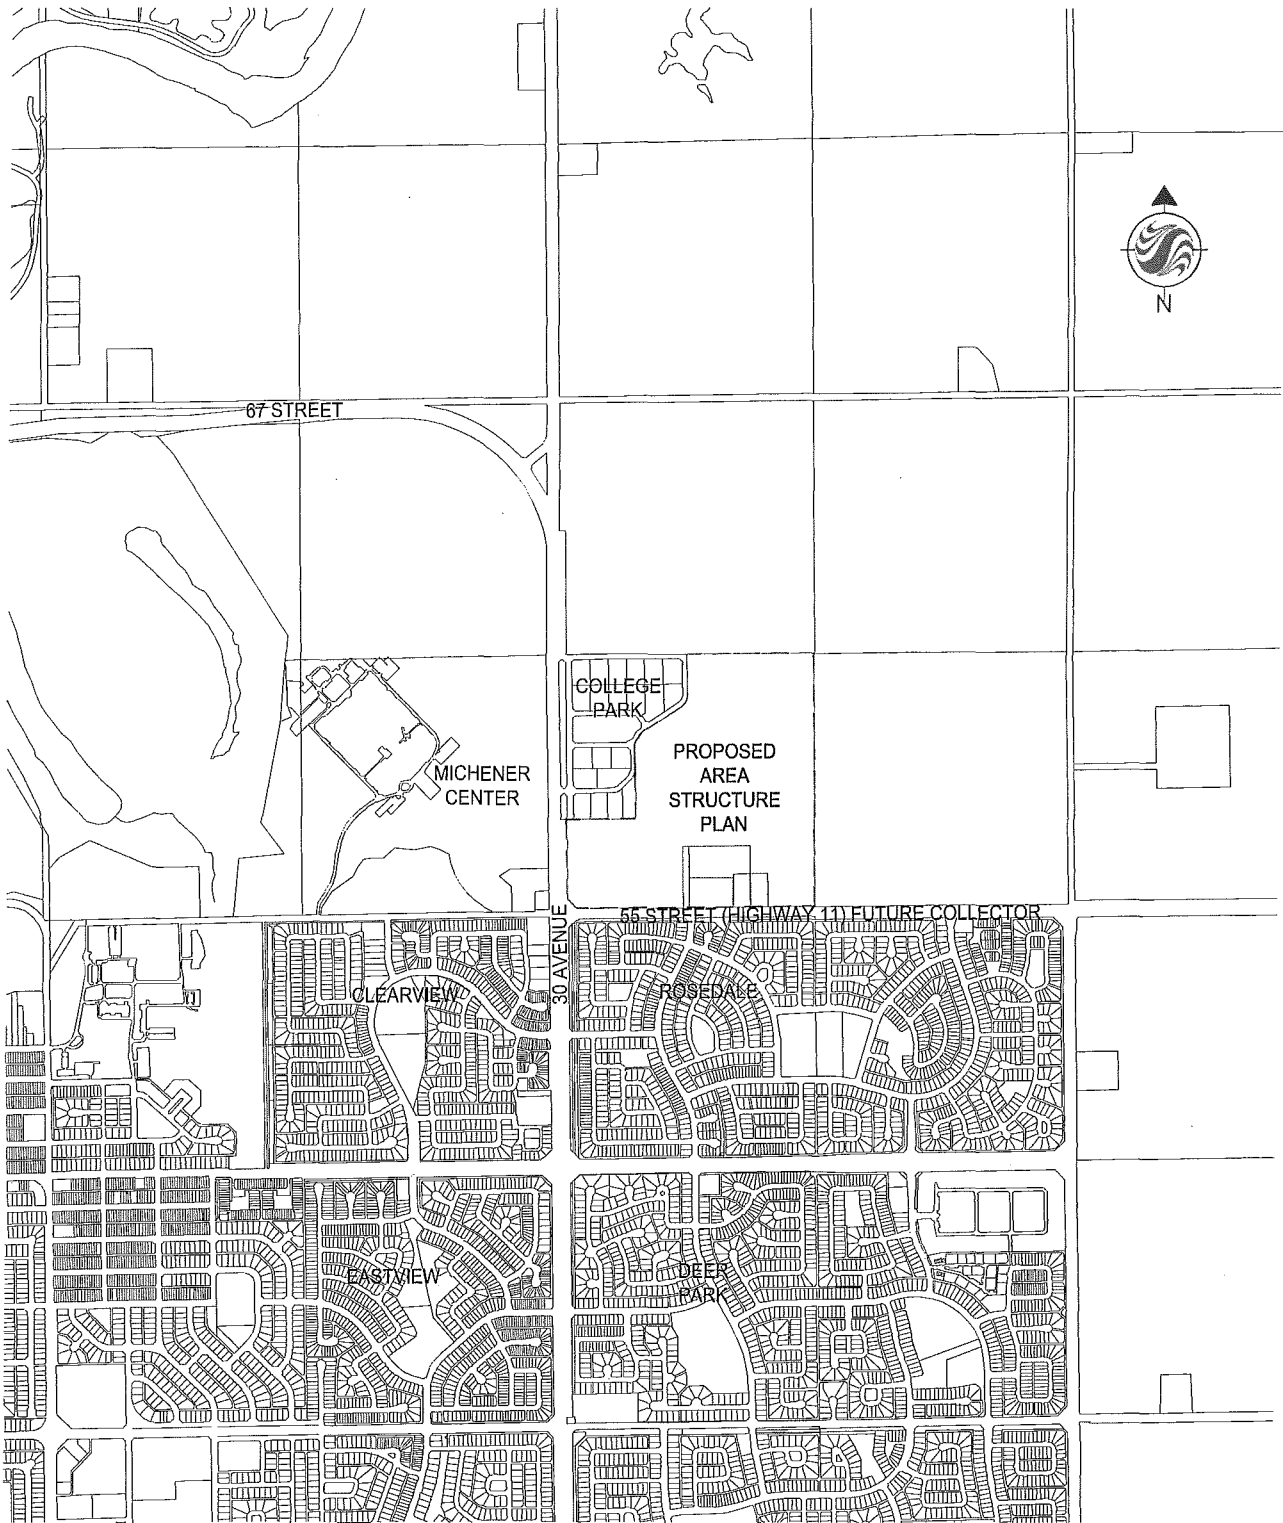 N
67 STREET
COLLEGE
PARK
PROPOSED
AREA
STRUCTURE
PLAN
MICHENER
CENTER
30 AVENUE
55 STREET (HIGHWAY 11) FUTURE COLLECTOR
CLEARVIEW
ROSEDALE
EASTVIEW
DEER
PARK